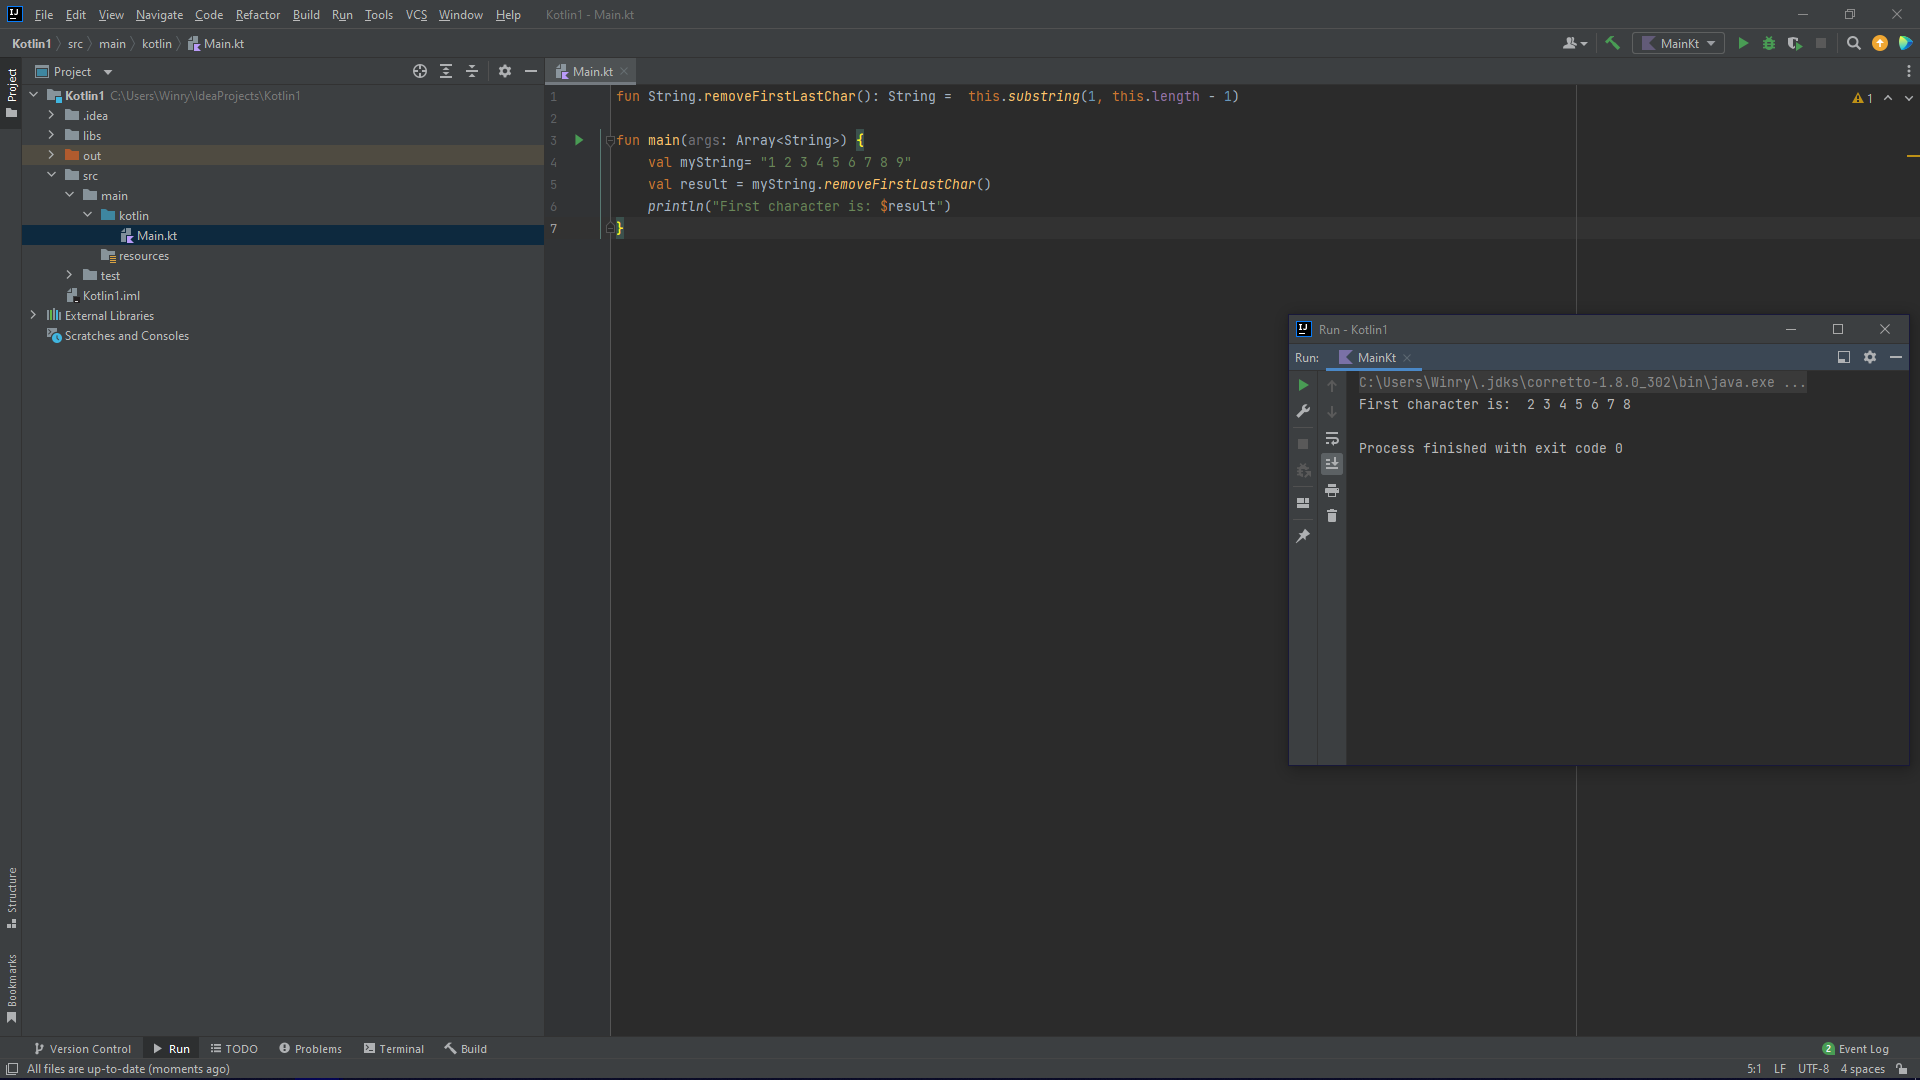 File Edit View Navigate Code Refactor Build Run Tools VCS Window Help Kotlin1 - Main.kt
Kotlin1 src main kotlin Main.kt
MainKt
Project
Project
Main.kt
Kotlin1 C:\Users\Winry\IdeaProjects\Kotlin1
.idea
libs
out
src
main
kotlin
Main.kt
resources
test
Kotlin1.iml
External Libraries
Scratches and Consoles
1 fun String.removeFirstLastChar(): String =  this.substring(1, this.length - 1)
1
2
3 fun main(args: Array<String>) {
4 val myString= "1 2 3 4 5 6 7 8 9"
5 val result = myString.removeFirstLastChar()
6 println("First character is: $result")
7 }
Run - Kotlin1
Run: MainKt
C:\Users\Winry\.jdks\corretto-1.8.0_302\bin\java.exe ...
First character is:  2 3 4 5 6 7 8
Process finished with exit code 0
Structure
Bookmarks
Version Control Run TODO Problems Terminal Build
2 Event Log
All files are up-to-date (moments ago)
5:1 LF UTF-8 4 spaces